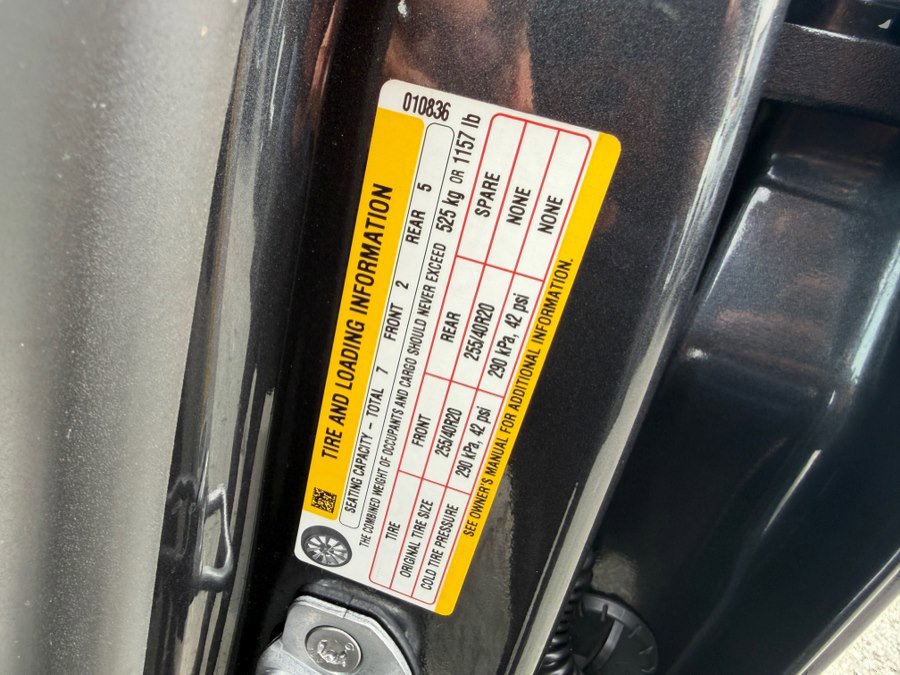 010836
TIRE AND LOADING INFORMATION
SEATING CAPACITY – TOTAL 7 FRONT 2 REAR 5
THE COMBINED WEIGHT OF OCCUPANTS AND CARGO SHOULD NEVER EXCEED 525 kg OR 1157 lb
TIRE FRONT REAR SPARE
ORIGINAL TIRE SIZE 255/40R20 255/40R20 NONE
COLD TIRE PRESSURE 290 kPa, 42 psi 290 kPa, 42 psi NONE
SEE OWNER'S MANUAL FOR ADDITIONAL INFORMATION.